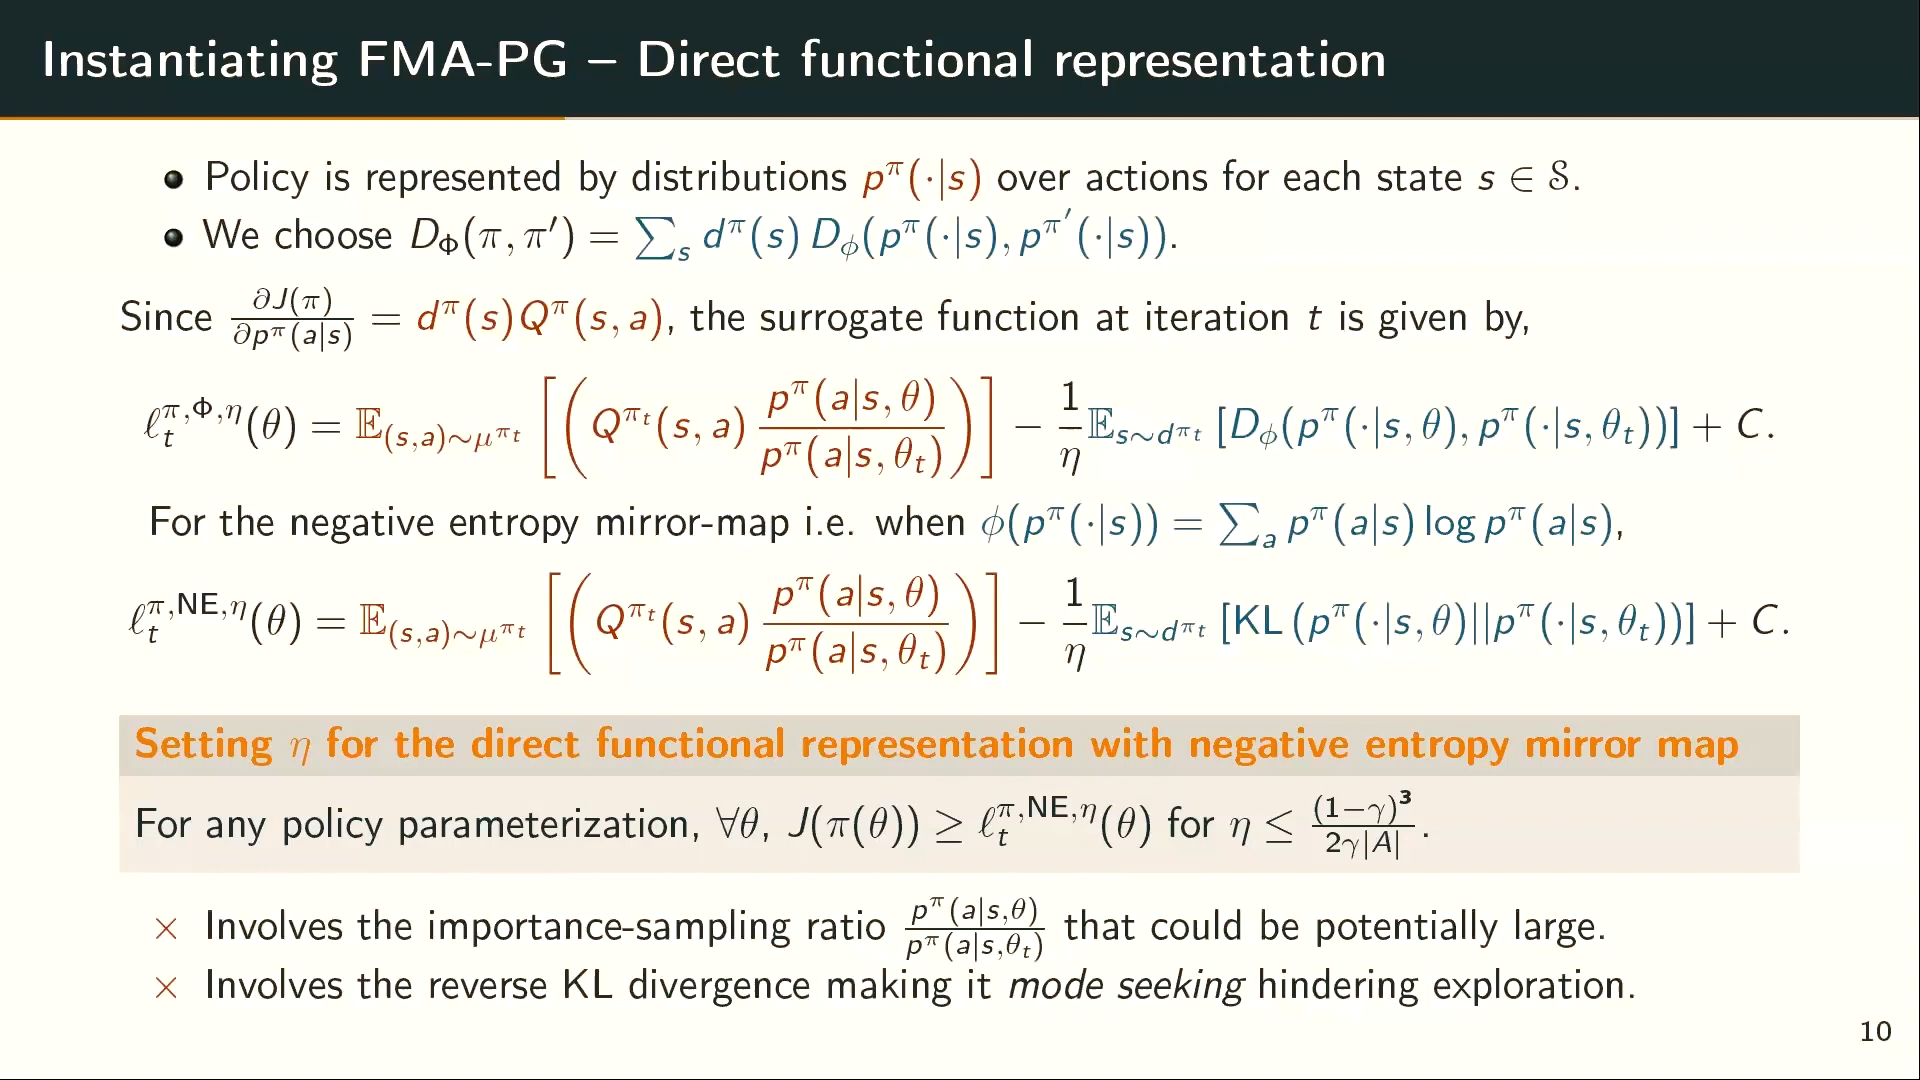 Instantiating FMA-PG – Direct functional representation
• Policy is represented by distributions p^π(·|s) over actions for each state s ∈ 𝒮.
• We choose D_Φ(π, π′) = ∑_s d^π(s) D_ϕ(p^π(·|s), p^π′(·|s)).
Since ∂J(π)/∂p^π(a|s) = d^π(s)Q^π(s, a), the surrogate function at iteration t is given by,
ℓ_t^{π,Φ,η}(θ) = 𝔼_{(s,a)∼μ^{π_t}} [(Q^{π_t}(s, a) p^π(a|s, θ)/p^π(a|s, θ_t))] − 1/η 𝔼_{s∼d^{π_t}} [D_ϕ(p^π(·|s, θ), p^π(·|s, θ_t))] + C.
For the negative entropy mirror-map i.e. when ϕ(p^π(·|s)) = ∑_a p^π(a|s) log p^π(a|s),
ℓ_t^{π,NE,η}(θ) = 𝔼_{(s,a)∼μ^{π_t}} [(Q^{π_t}(s, a) p^π(a|s, θ)/p^π(a|s, θ_t))] − 1/η 𝔼_{s∼d^{π_t}} [KL (p^π(·|s, θ)||p^π(·|s, θ_t))] + C.
Setting η for the direct functional representation with negative entropy mirror map
For any policy parameterization, ∀θ, J(π(θ)) ≥ ℓ_t^{π,NE,η}(θ) for η ≤ (1−γ)^3/2γ|A|.
× Involves the importance-sampling ratio p^π(a|s,θ)/p^π(a|s,θ_t) that could be potentially large.
× Involves the reverse KL divergence making it mode seeking hindering exploration.
10